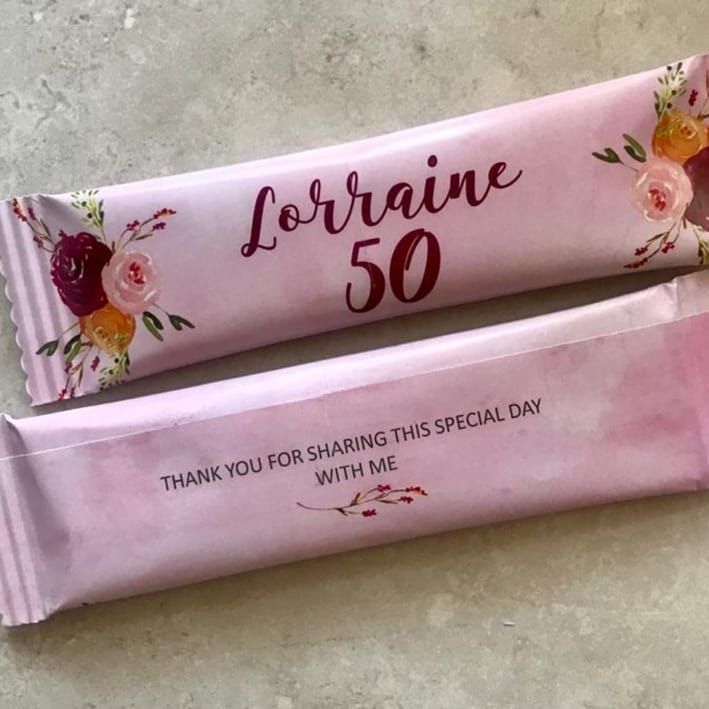 Lorraine
50
THANK YOU FOR SHARING THIS SPECIAL DAY
WITH ME